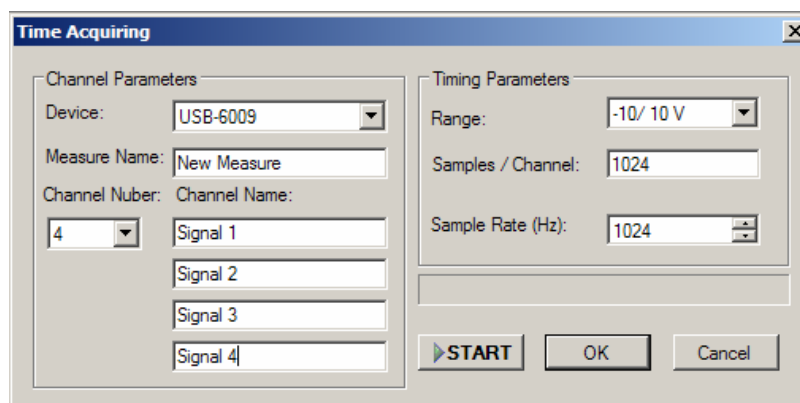 Time Acquiring
Channel Parameters
Device: USB-6009
Measure Name: New Measure
Channel Nuber: Channel Name:
4 Signal 1
Signal 2
Signal 3
Signal 4
Timing Parameters
Range: -10/ 10 V
Samples / Channel: 1024
Sample Rate (Hz): 1024
START OK Cancel